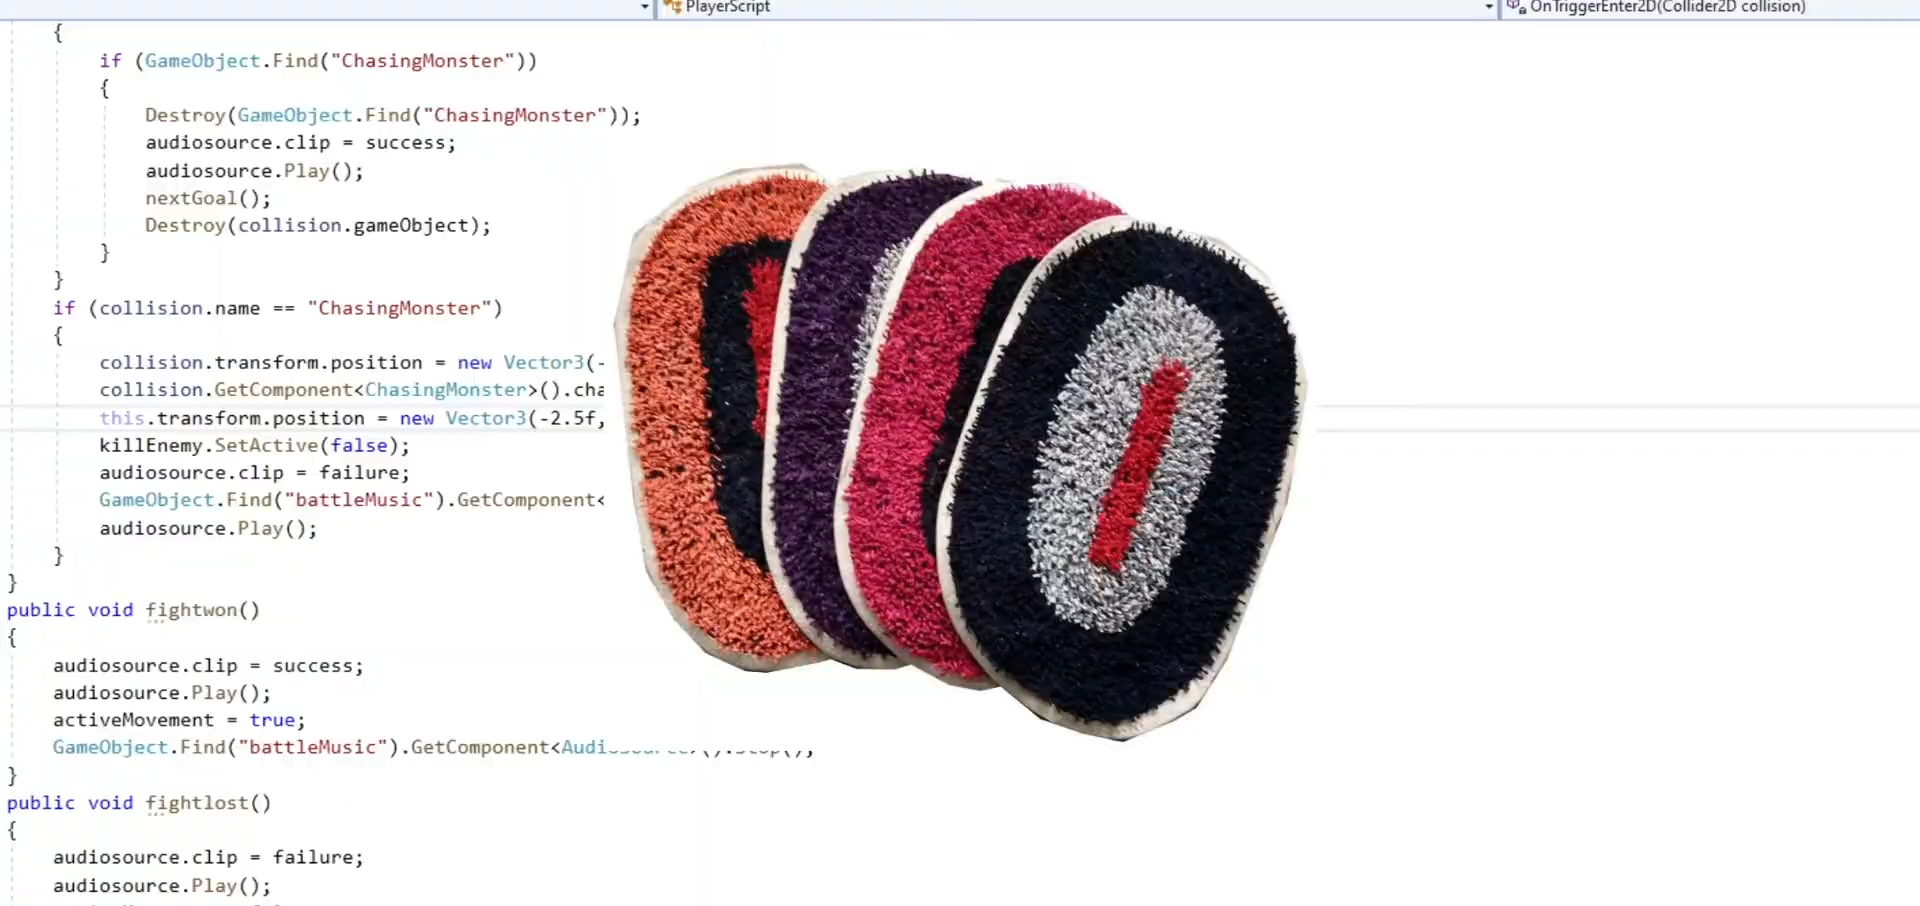 PlayerScript
OnTriggerEnter2D(Collider2D collision)
{
if (GameObject.Find("ChasingMonster"))
{
Destroy(GameObject.Find("ChasingMonster"));
audiosource.clip = success;
audiosource.Play();
nextGoal();
Destroy(collision.gameObject);
}
}
if (collision.name == "ChasingMonster")
{
collision.transform.position = new Vector3(-
collision.GetComponent<ChasingMonster>().cha
this.transform.position = new Vector3(-2.5f,
killEnemy.SetActive(false);
audiosource.clip = failure;
GameObject.Find("battleMusic").GetComponent<
audiosource.Play();
}
}
public void fightwon()
{
audiosource.clip = success;
audiosource.Play();
activeMovement = true;
GameObject.Find("battleMusic").GetComponent<AudioSource>().Stop();
}
public void fightlost()
{
audiosource.clip = failure;
audiosource.Play();